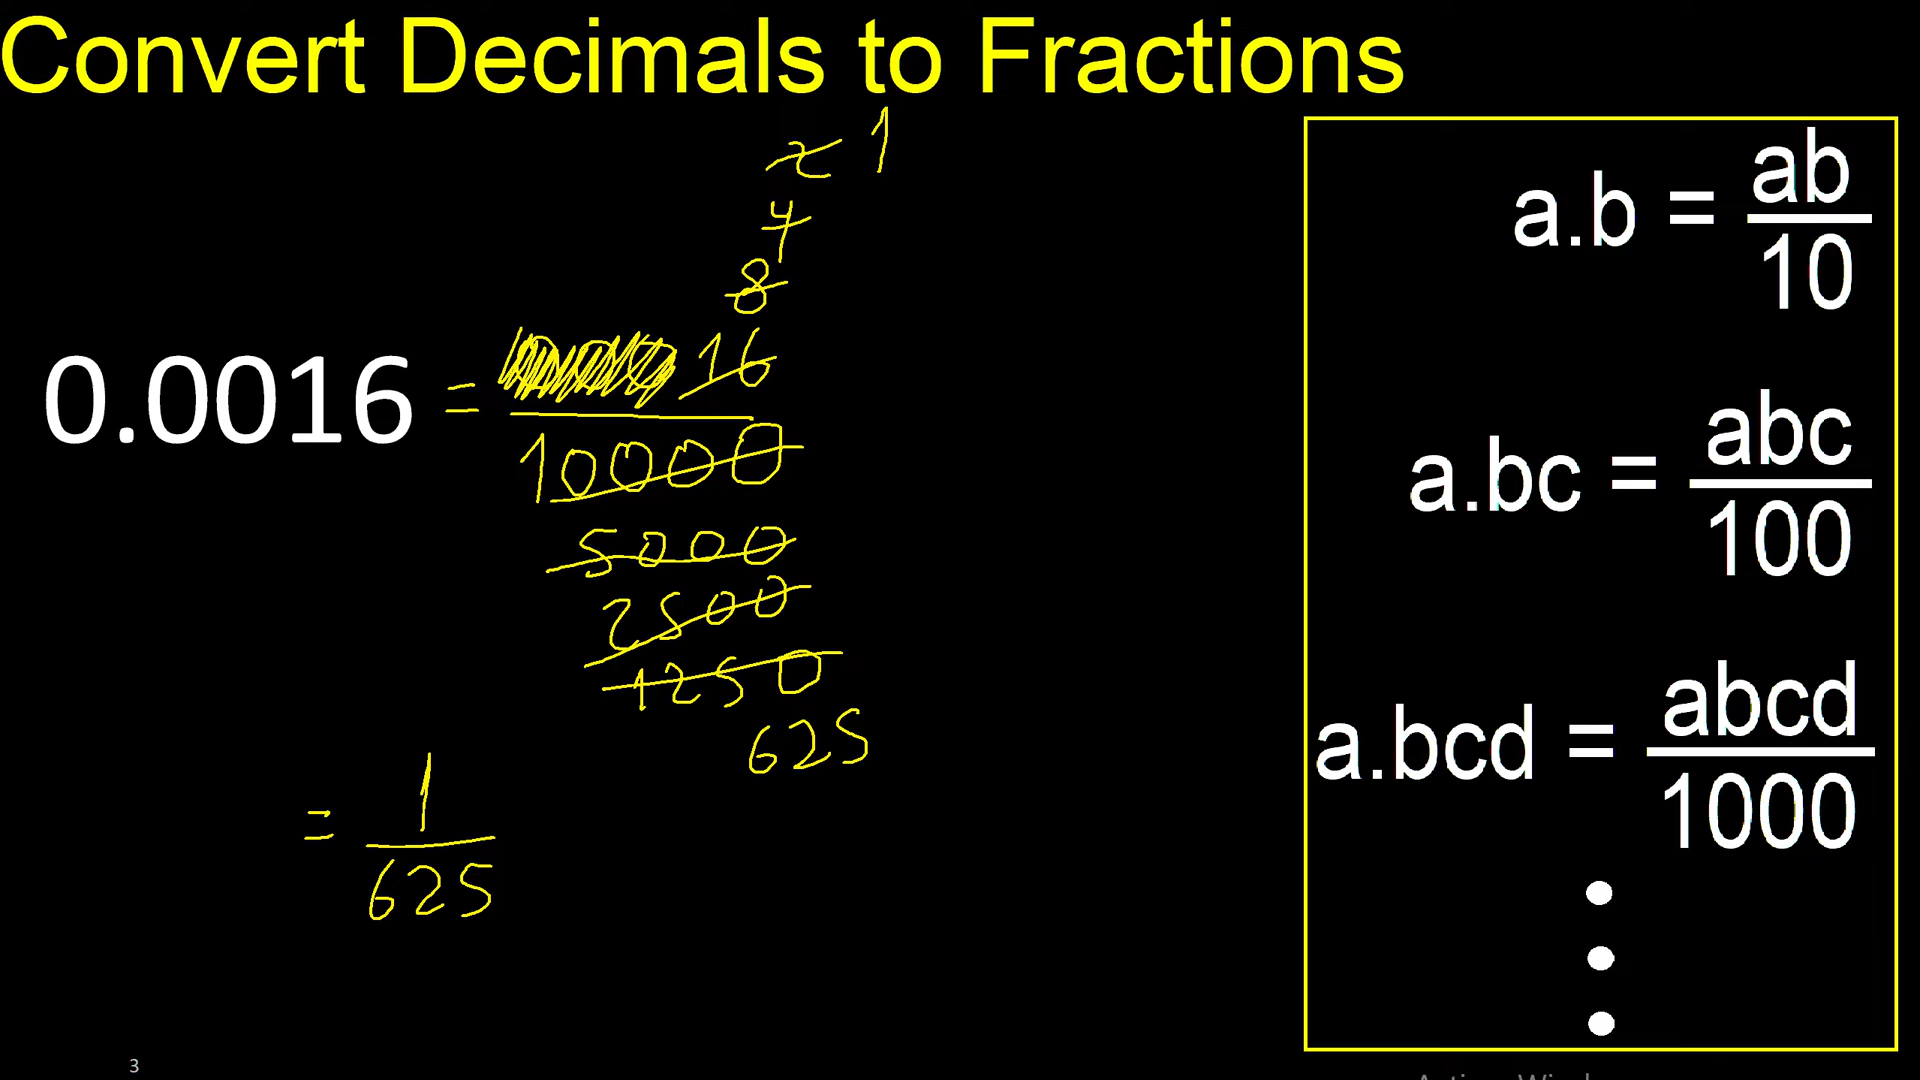 Convert Decimals to Fractions
2 1
4
8
0.0016 = 16
10000
5000
2500
1250
625
= 1
625
a.b = ab
10
a.bc = abc
100
a.bcd = abcd
1000
3